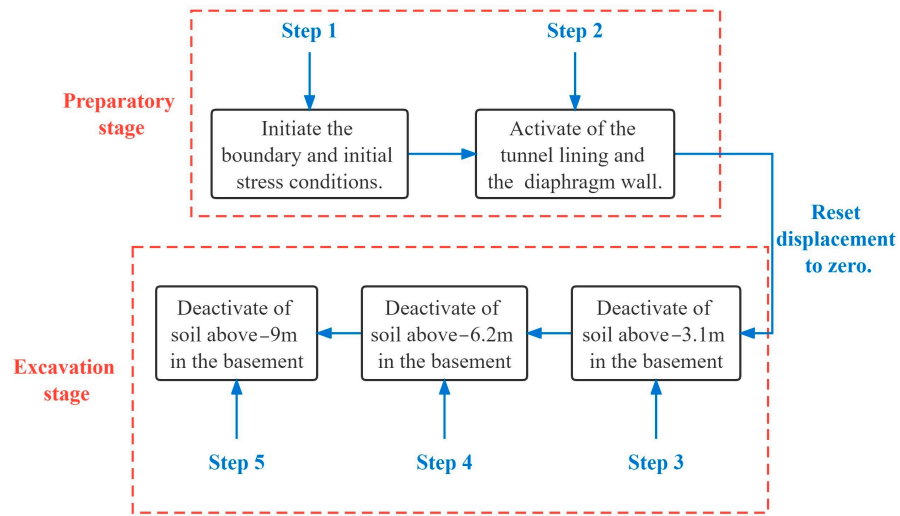 Step 1
Step 2
Preparatory
stage
Initiate the
boundary and initial
stress conditions.
Activate of the
tunnel lining and
the diaphragm wall.
Reset
displacement
to zero.
Excavation
stage
Deactivate of
soil above-9m
in the basement
Deactivate of
soil above-6.2m
in the basement
Deactivate of
soil above-3.1m
in the basement
Step 5
Step 4
Step 3